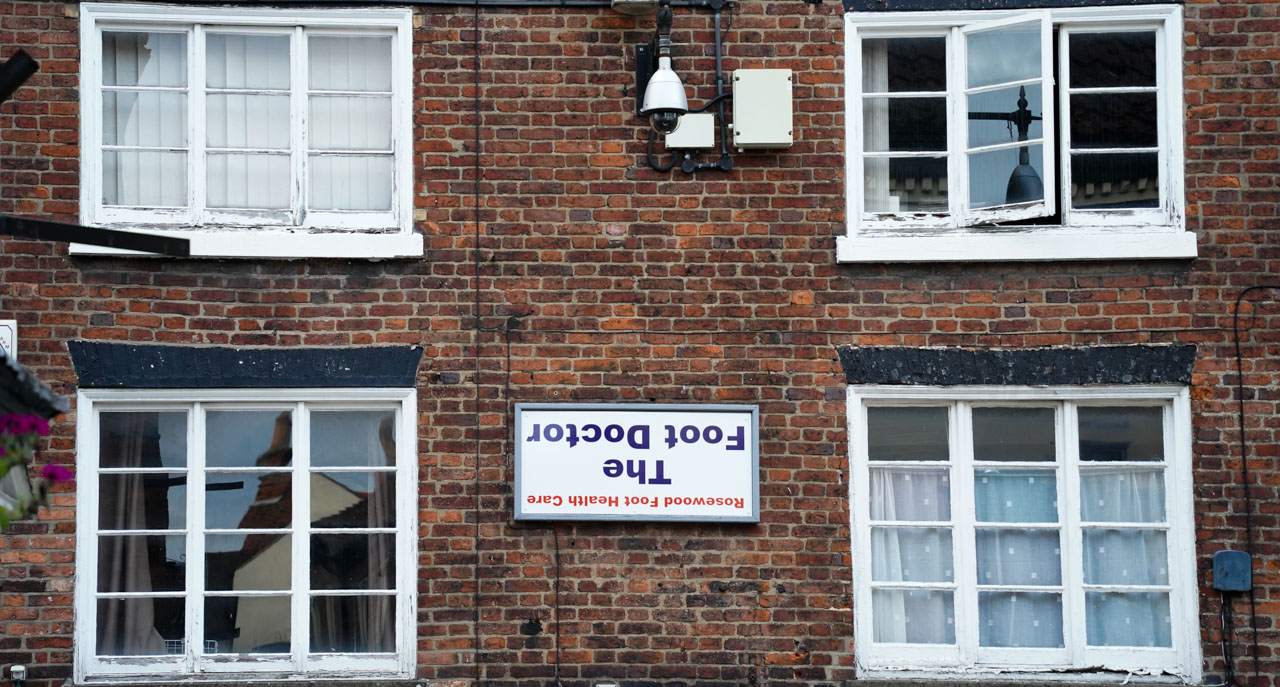 Rosewood Foot Health Care
The
Foot Doctor